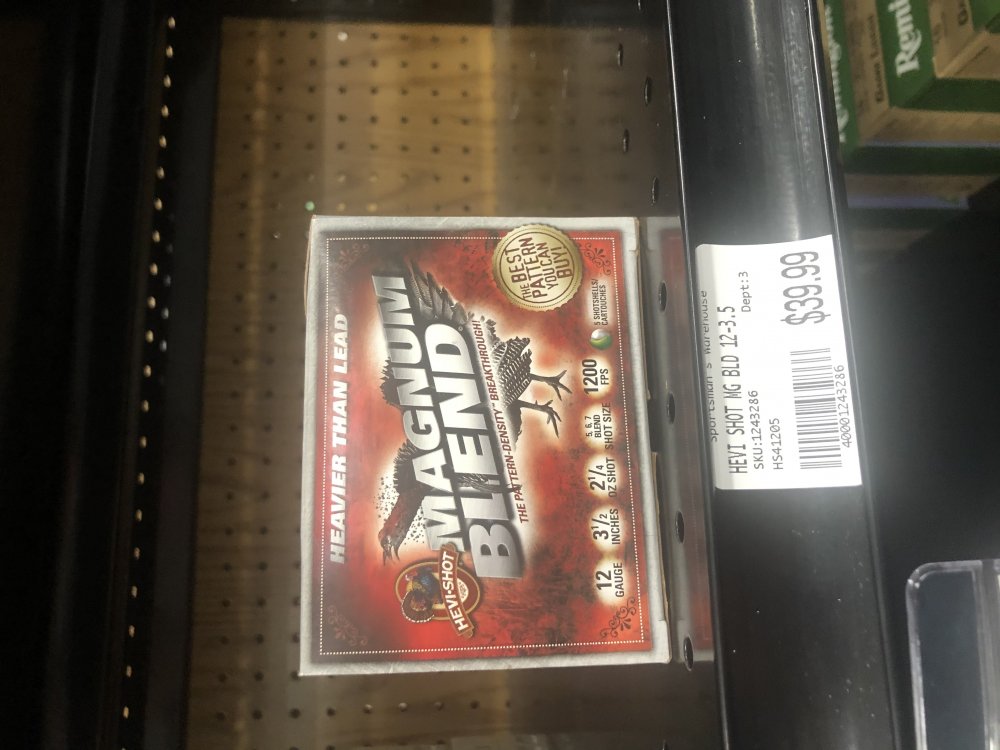 HEAVIER THAN LEAD
MAGNUM
BLEND
THE PATTERN-DENSITY™ BREAKTHROUGH!
HEVI-SHOT
THE BEST
PATTERN
YOU CAN
BUY!
12
GAUGE
3½
INCHES
2¼
OZ SHOT
5, 6, 7
BLEND
SHOT SIZE
1200
FPS
5 SHOTSHELLS/
CARTOUCHES
Sportsman's Warehouse
HEVI SHOT MG BLD 12-3.5
SKU:1243286 Dept:3
HS41205
$39.99
400001243286
Remington